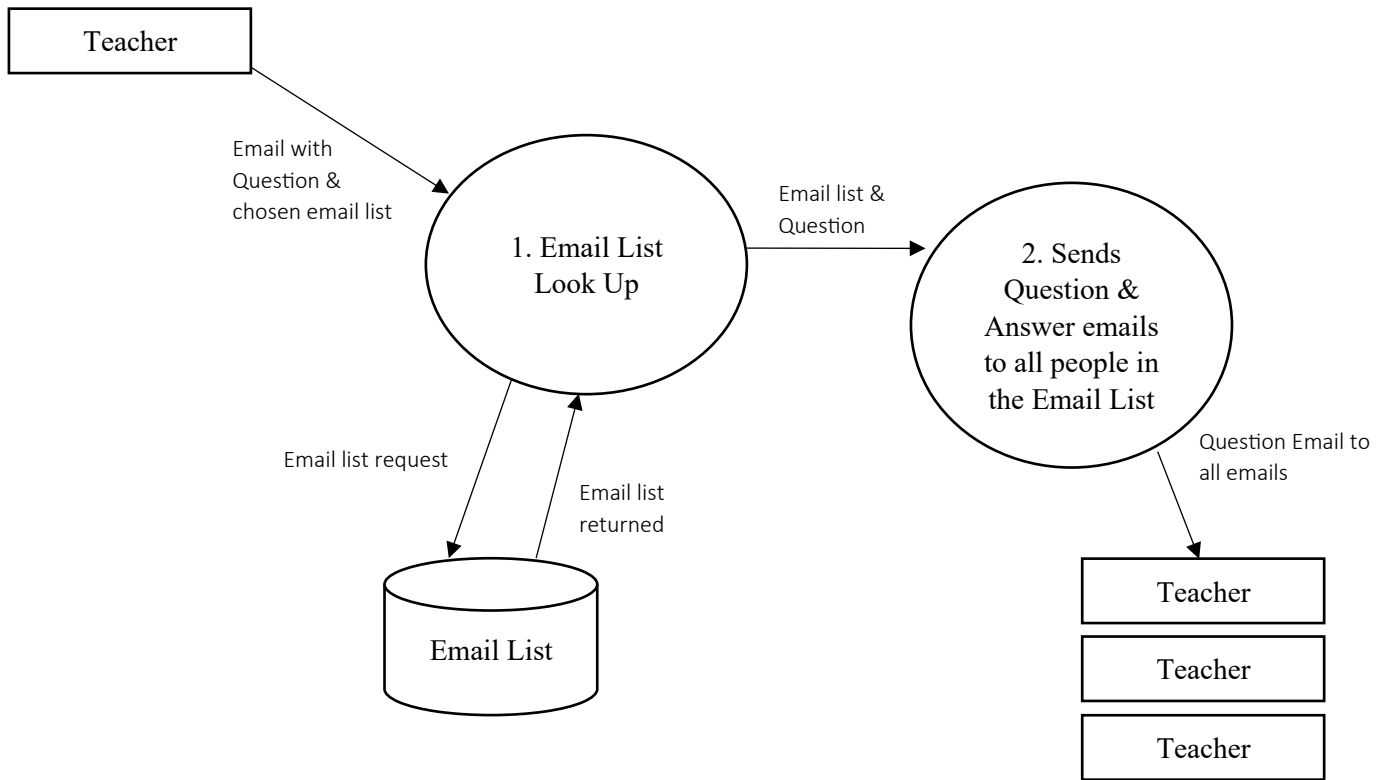 Teacher
Email with
Question &
chosen email list
1. Email List
Look Up
Email list &
Question
2. Sends
Question &
Answer emails
to all people in
the Email List
Email list request
Email list
returned
Question Email to
all emails
Email List
Teacher
Teacher
Teacher